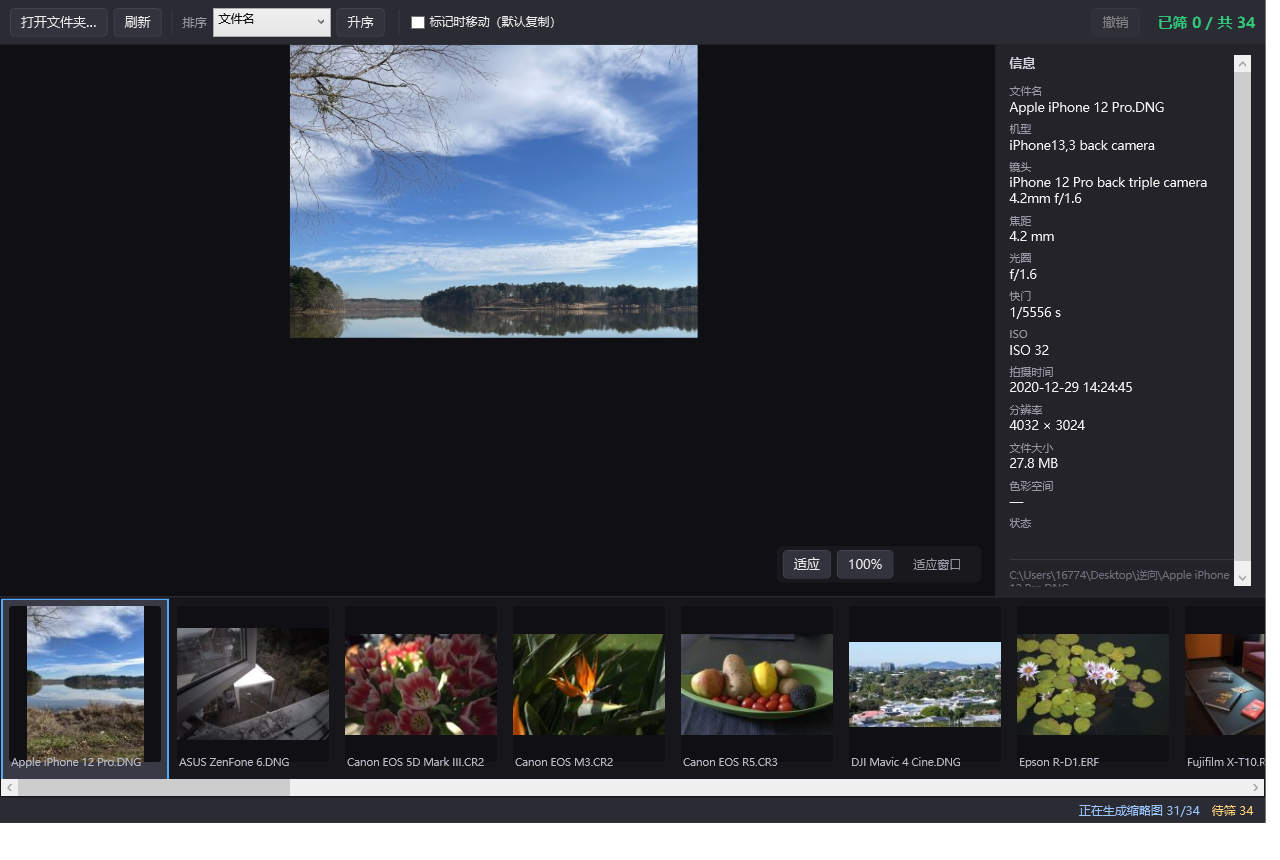 打开文件夹...
刷新
排序
文件名
升序
标记时移动（默认复制）
撤销
已筛 0 / 共 34
信息
文件名
Apple iPhone 12 Pro.DNG
机型
iPhone13,3 back camera
镜头
iPhone 12 Pro back triple camera
4.2mm f/1.6
焦距
4.2 mm
光圈
f/1.6
快门
1/5556 s
ISO
ISO 32
拍摄时间
2020-12-29 14:24:45
分辨率
4032 × 3024
文件大小
27.8 MB
色彩空间
—
状态
C:\Users\16774\Desktop\逆向\Apple iPhone
12 Pro.DNG
适应
100%
适应窗口
Apple iPhone 12 Pro.DNG
ASUS ZenFone 6.DNG
Canon EOS 5D Mark III.CR2
Canon EOS M3.CR2
Canon EOS R5.CR3
DJI Mavic 4 Cine.DNG
Epson R-D1.ERF
Fujifilm X-T10.R
正在生成缩略图 31/34
待筛 34